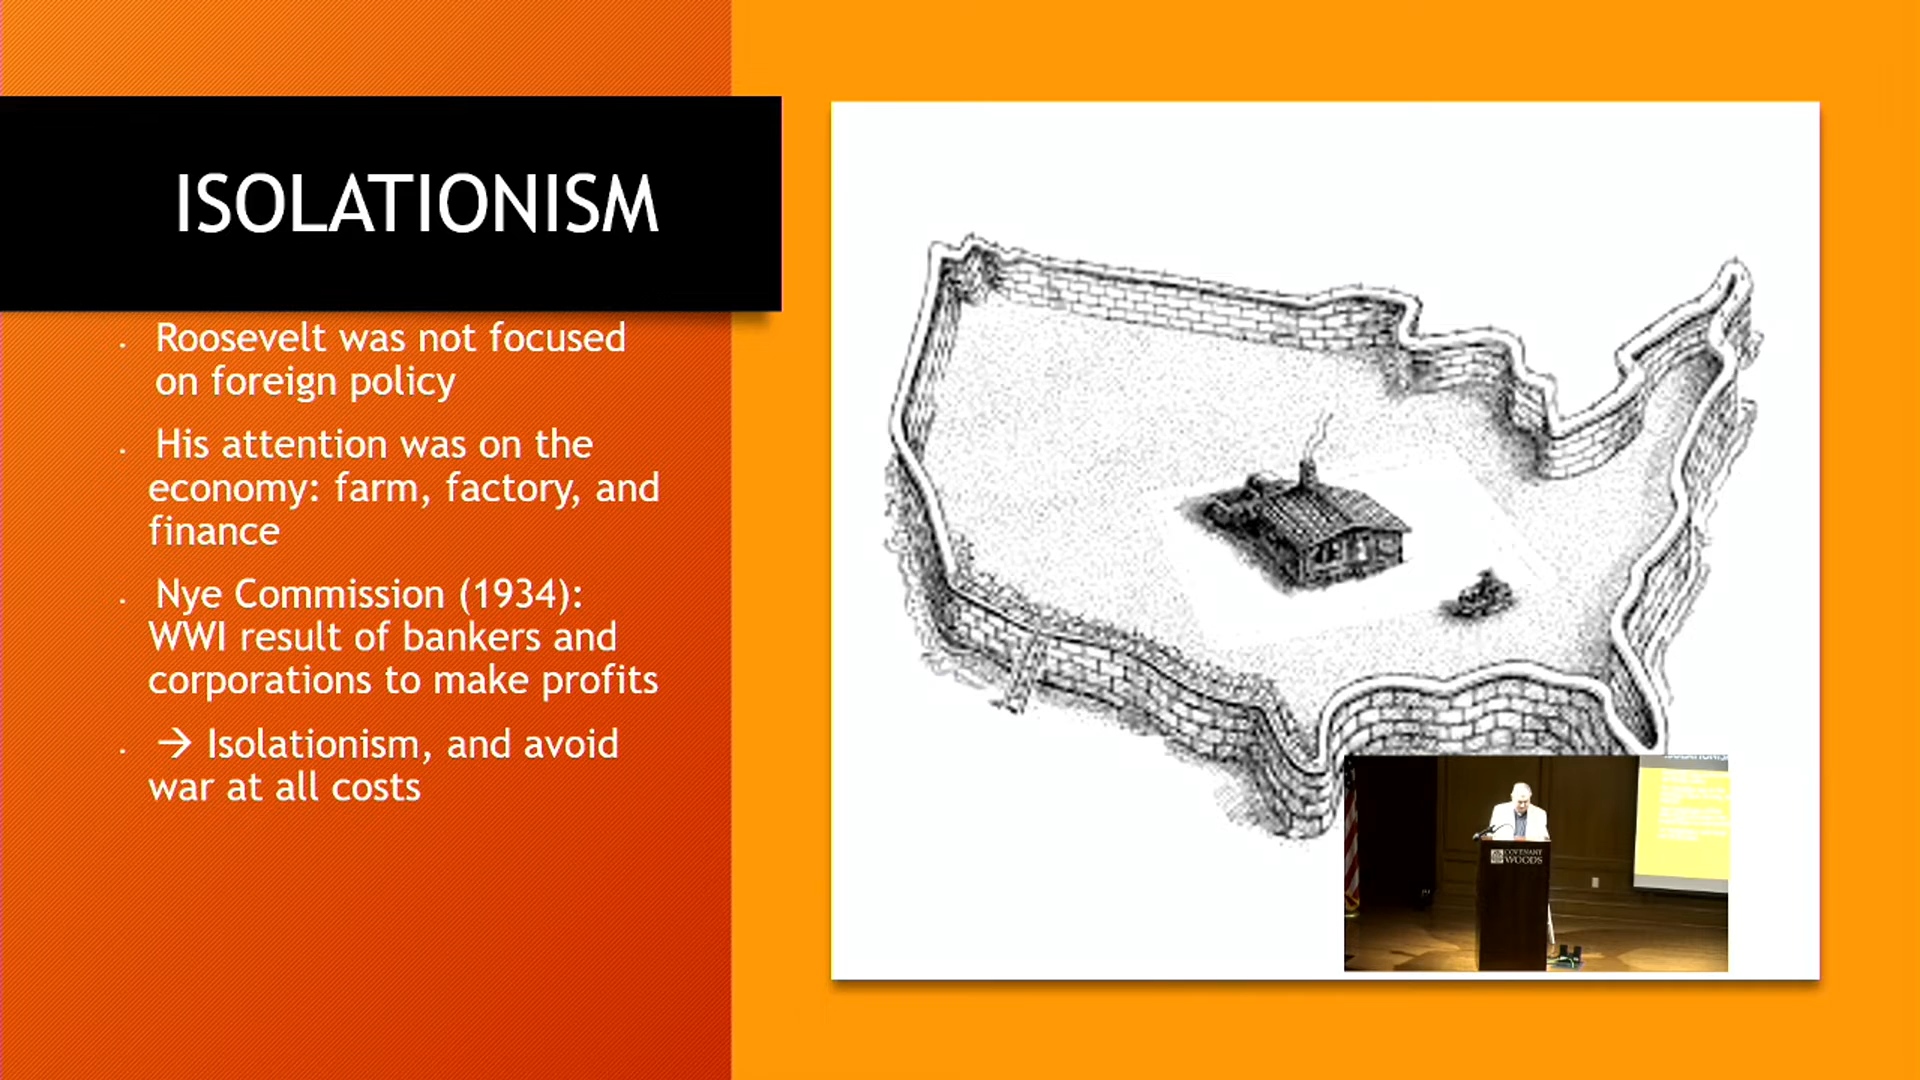 ISOLATIONISM
• Roosevelt was not focused
on foreign policy
• His attention was on the
economy: farm, factory, and
finance
• Nye Commission (1934):
WWI result of bankers and
corporations to make profits
• → Isolationism, and avoid
war at all costs
COVENANT
WOODS